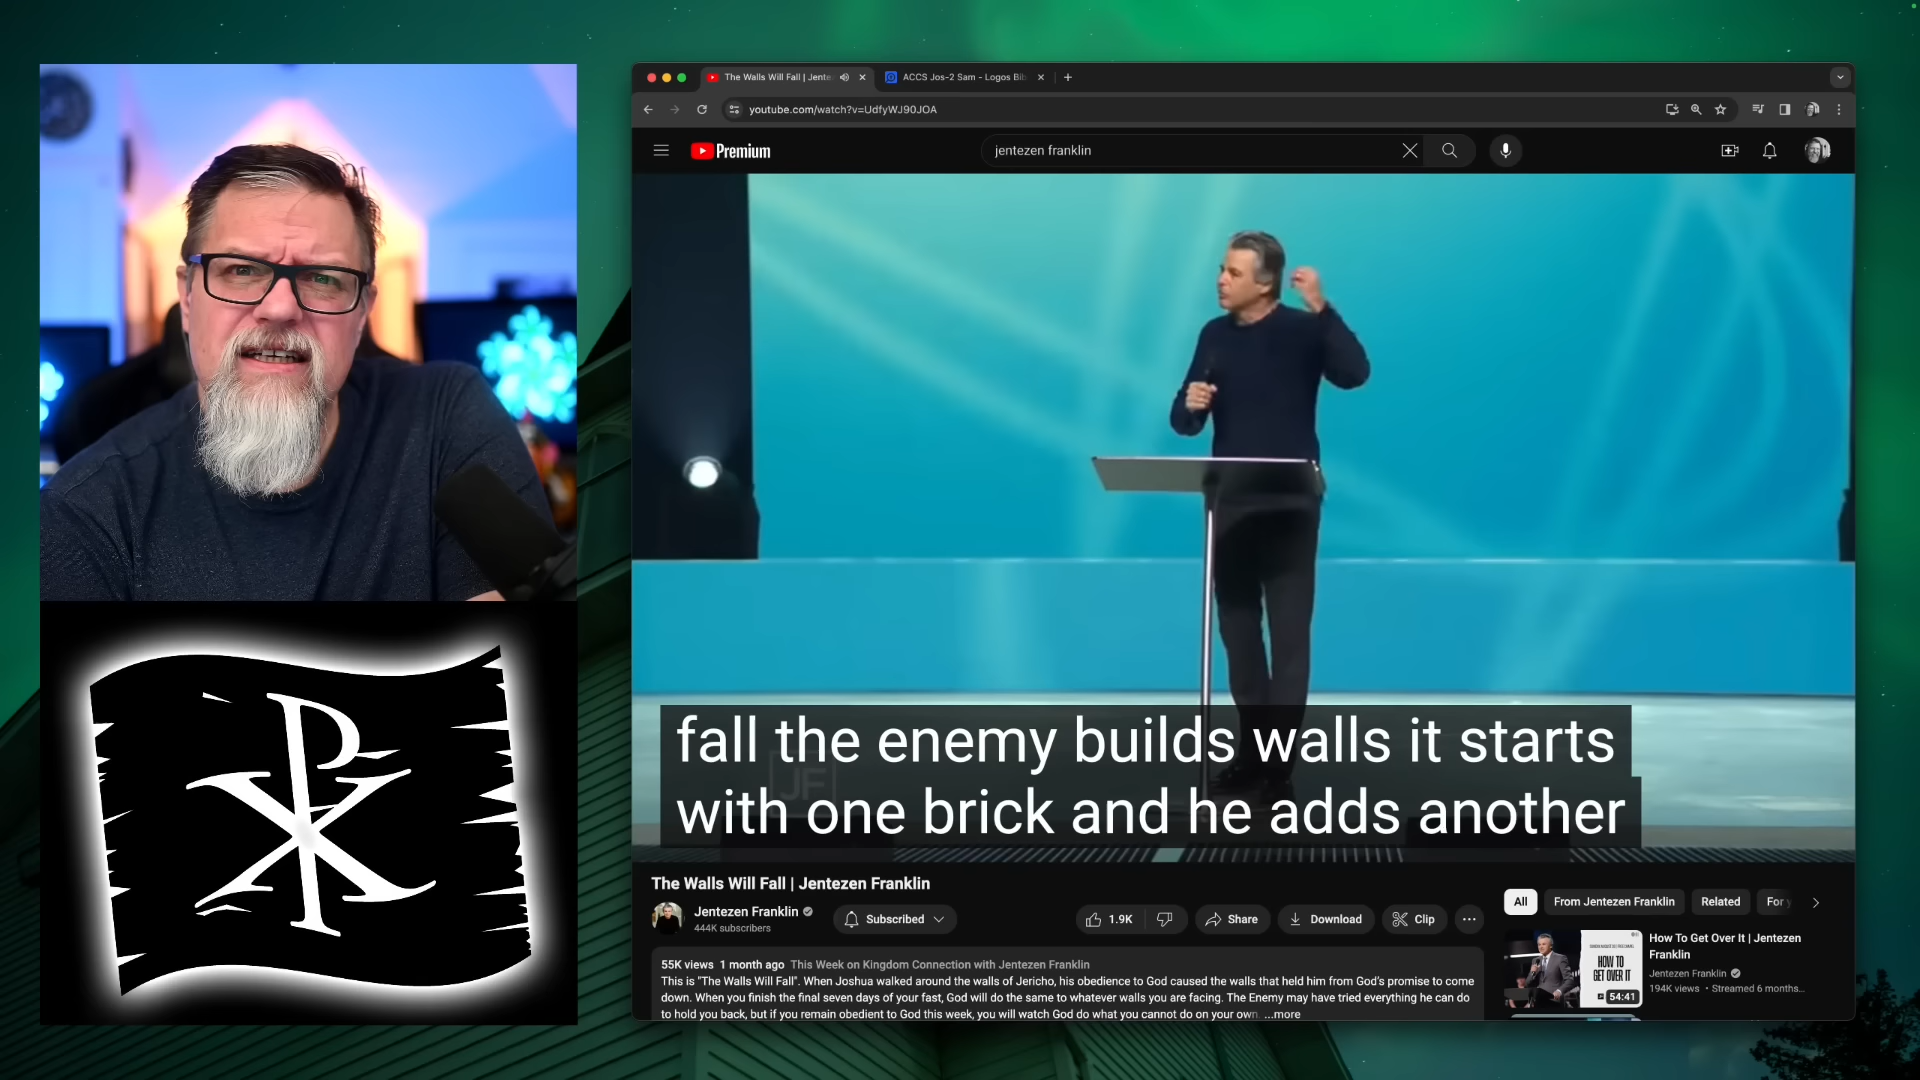 The Walls Will Fall | Jente
ACCS Jos-2 Sam - Logos Bib
youtube.com/watch?v=UdfyWJ90JOA
Premium
jentezen franklin
fall the enemy builds walls it starts
with one brick and he adds another
JF
The Walls Will Fall | Jentezen Franklin
Jentezen Franklin
444K subscribers
Subscribed
1.9K
Share
Download
Clip
55K views 1 month ago This Week on Kingdom Connection with Jentezen Franklin
This is "The Walls Will Fall". When Joshua walked around the walls of Jericho, his obedience to God caused the walls that held him from God's promise to come
down. When you finish the final seven days of your fast, God will do the same to whatever walls you are facing. The Enemy may have tried everything he can do
to hold you back, but if you remain obedient to God this week, you will watch God do what you cannot do on your own ...more
All
From Jentezen Franklin
Related
For y
HOW TO
GET OVER IT
54:41
How To Get Over It | Jentezen
Franklin
Jentezen Franklin
194K views • Streamed 6 months...